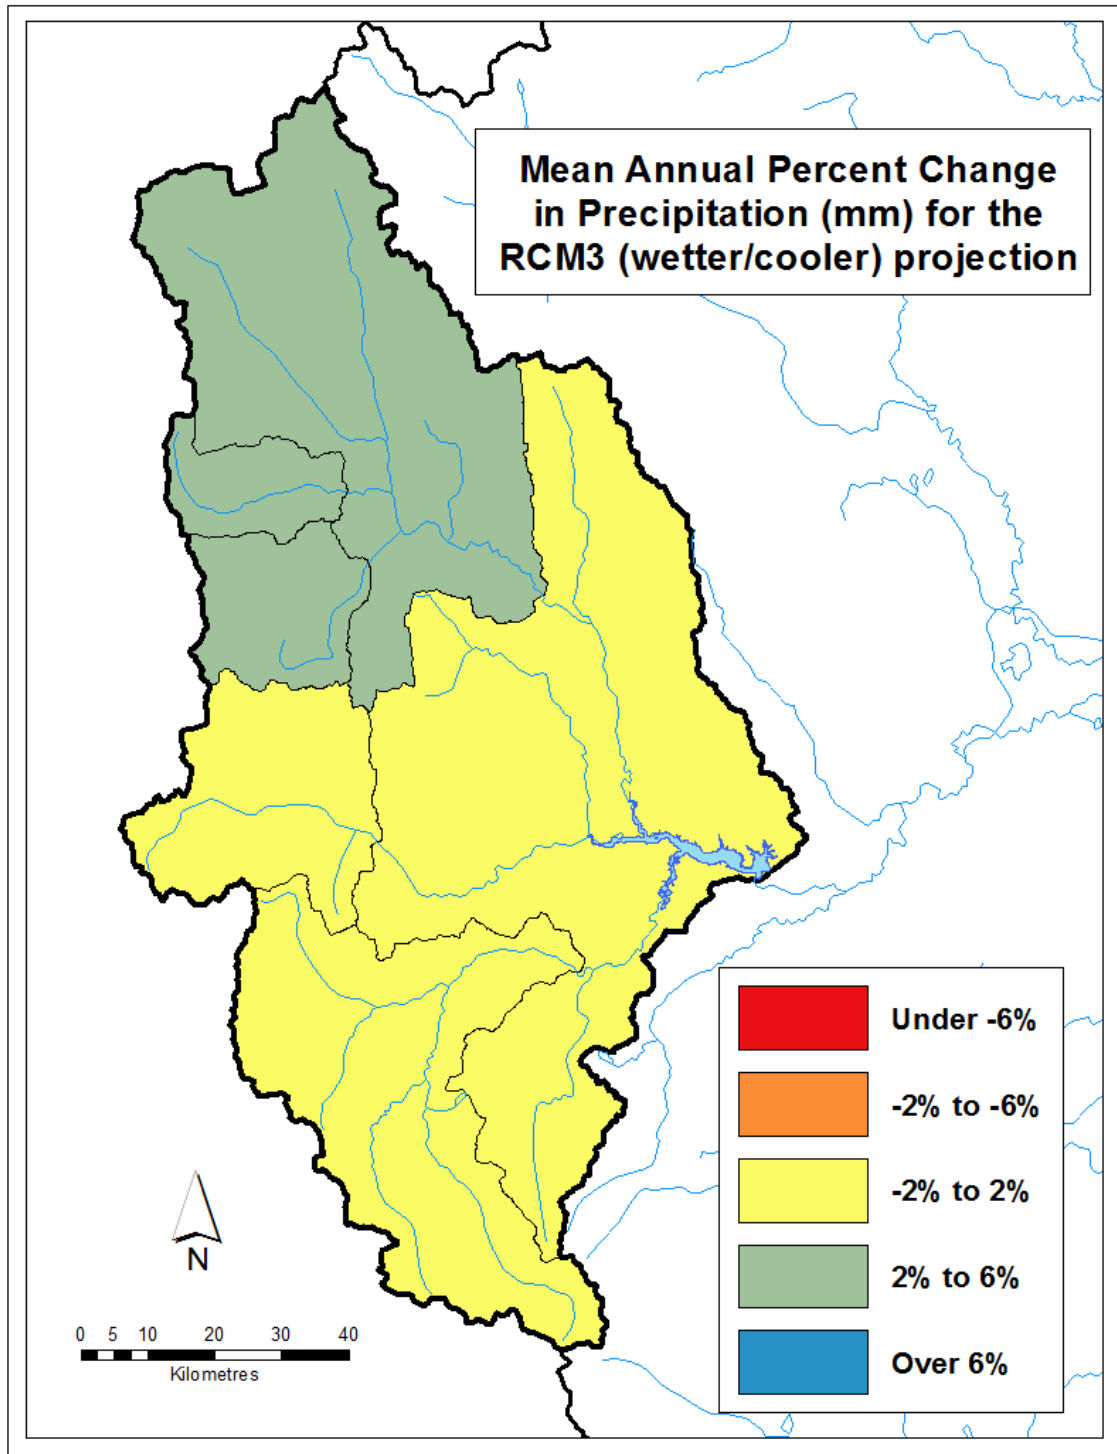 Mean Annual Percent Change
in Precipitation (mm) for the
RCM3 (wetter/cooler) projection
Under -6%
-2% to -6%
-2% to 2%
2% to 6%
Over 6%
N
0 5 10 20 30 40
Kilometres